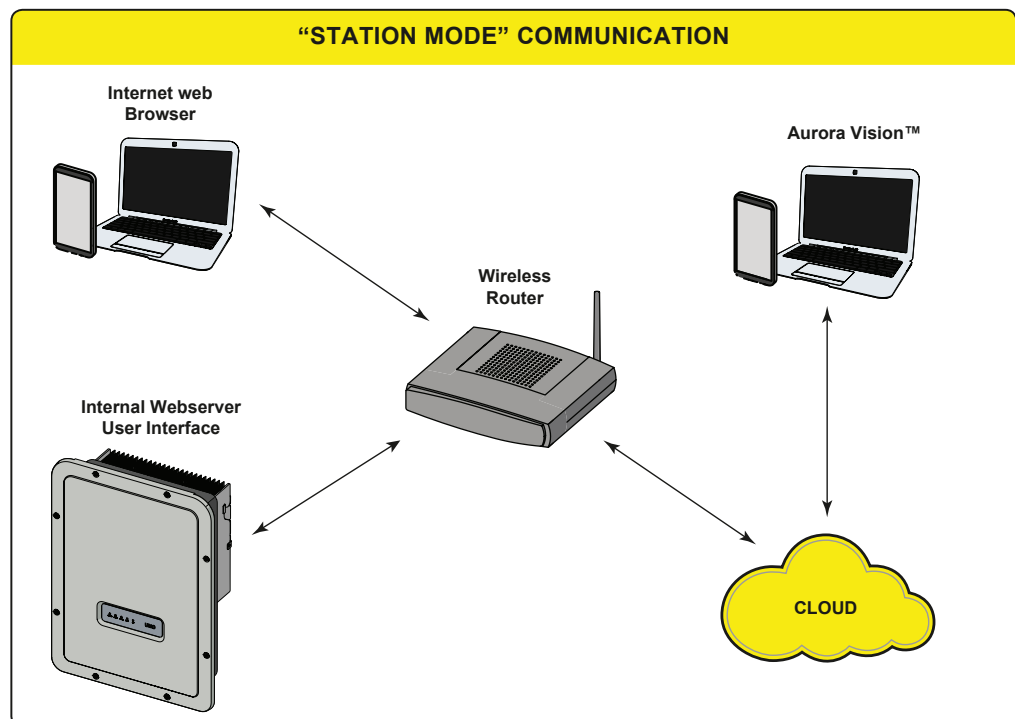 “STATION MODE” COMMUNICATION
Internet web
Browser
Aurora Vision™
Wireless
Router
Internal Webserver
User Interface
CLOUD